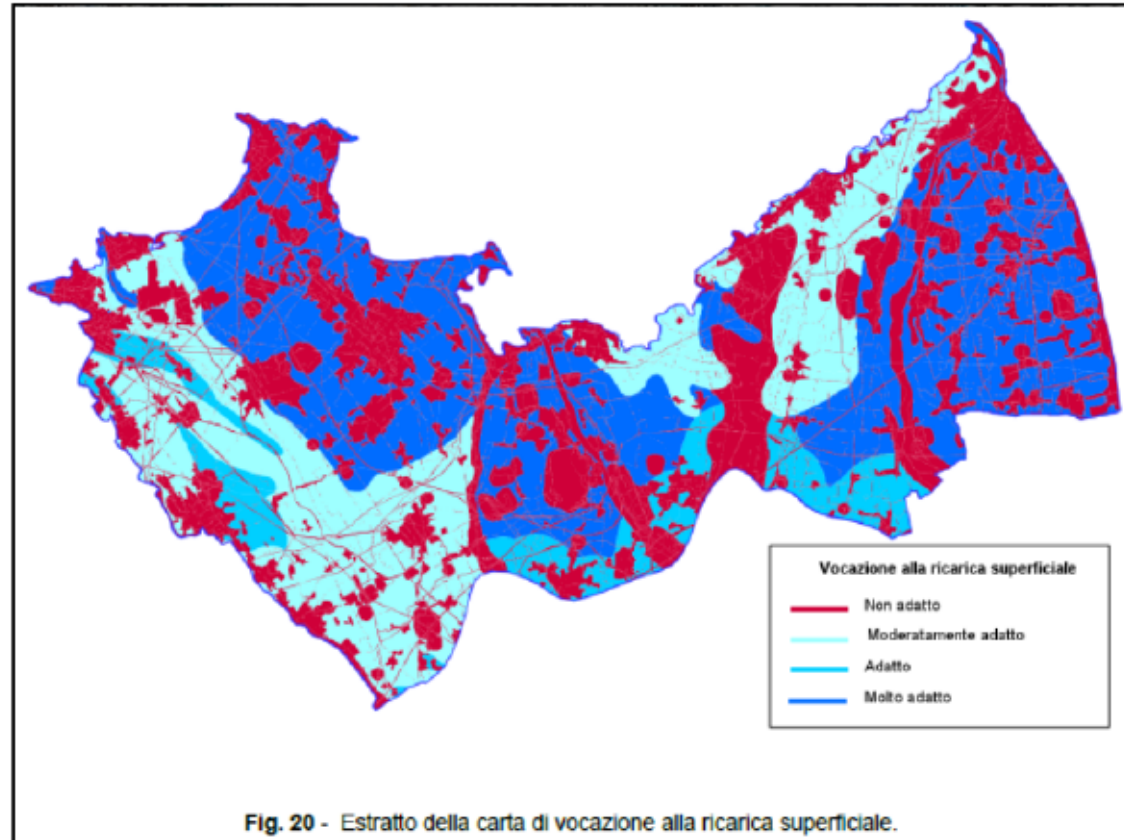 Vocazione alla ricarica superficiale
Non adatto
Moderatamente adatto
Adatto
Molto adatto
Fig. 20 - Estratto della carta di vocazione alla ricarica superficiale.